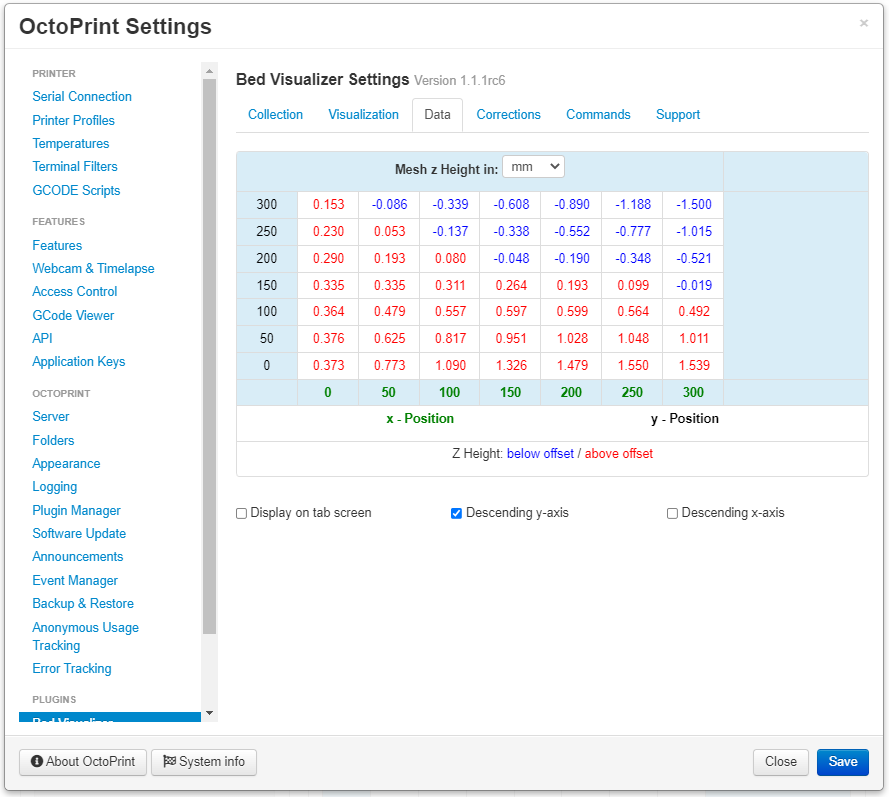 OctoPrint Settings ×
PRINTER
Serial Connection
Printer Profiles
Temperatures
Terminal Filters
GCODE Scripts
FEATURES
Features
Webcam & Timelapse
Access Control
GCode Viewer
API
Application Keys
OCTOPRINT
Server
Folders
Appearance
Logging
Plugin Manager
Software Update
Announcements
Event Manager
Backup & Restore
Anonymous Usage
Tracking
Error Tracking
PLUGINS
Bed Visualizer
Bed Visualizer Settings Version 1.1.1rc6
Collection Visualization Data Corrections Commands Support
Mesh z Height in: mm
300 0.153 -0.086 -0.339 -0.608 -0.890 -1.188 -1.500
250 0.230 0.053 -0.137 -0.338 -0.552 -0.777 -1.015
200 0.290 0.193 0.080 -0.048 -0.190 -0.348 -0.521
150 0.335 0.335 0.311 0.264 0.193 0.099 -0.019
100 0.364 0.479 0.557 0.597 0.599 0.564 0.492
50 0.376 0.625 0.817 0.951 1.028 1.048 1.011
0 0.373 0.773 1.090 1.326 1.479 1.550 1.539
0 50 100 150 200 250 300
x - Position y - Position
Z Height: below offset / above offset
Display on tab screen Descending y-axis Descending x-axis
About OctoPrint System info Close Save